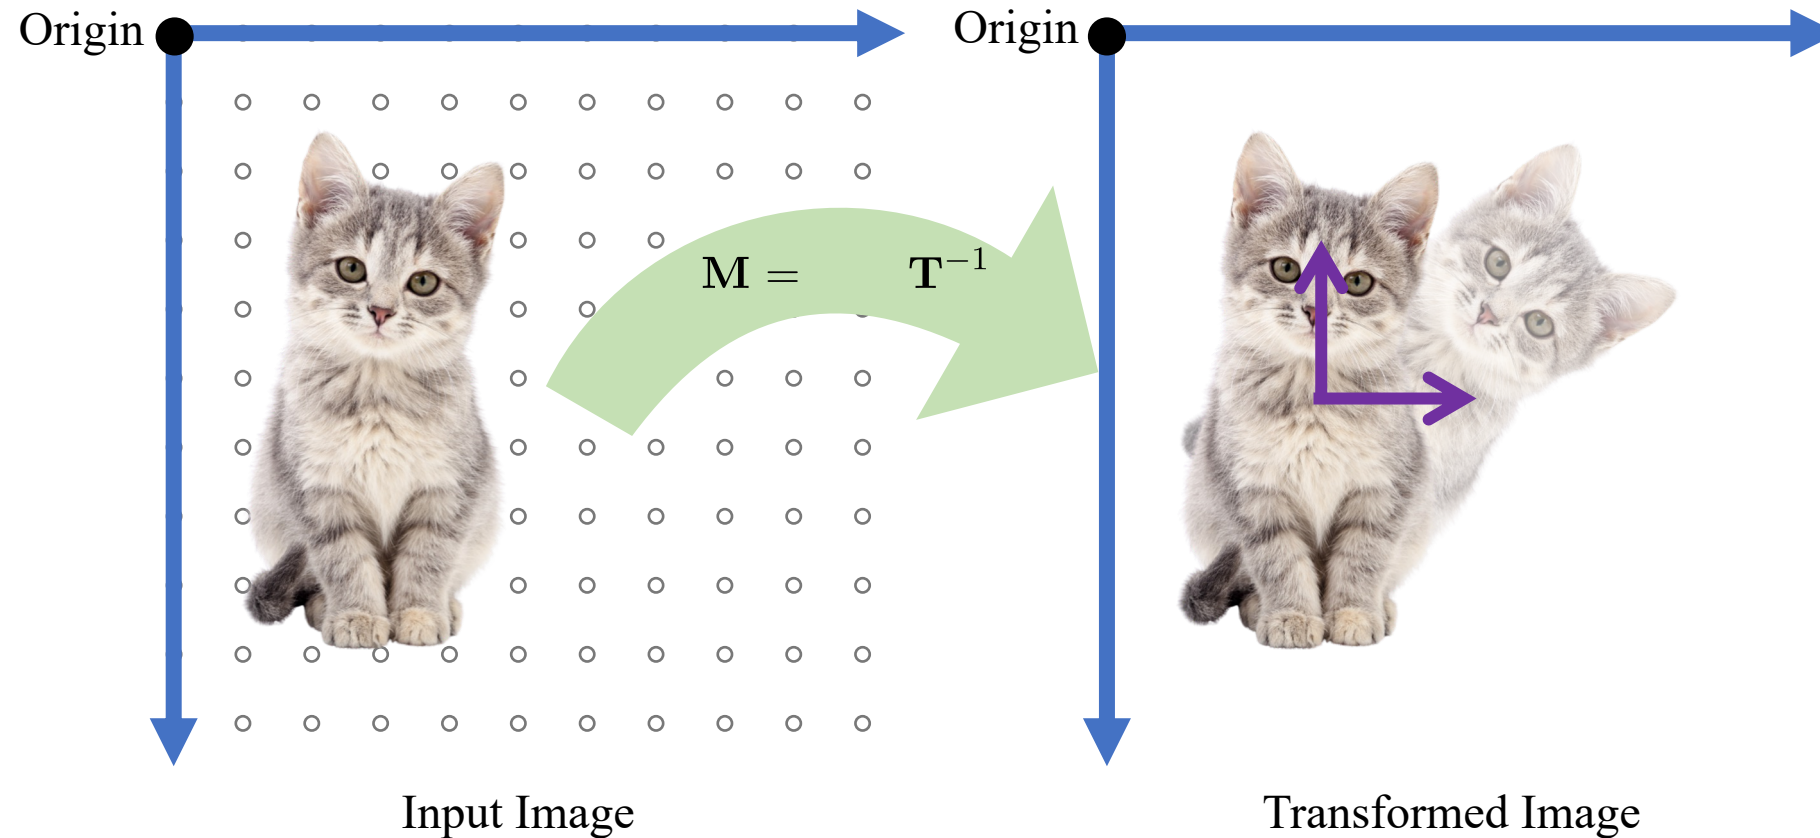 Origin
Origin
M = T⁻¹
Input Image
Transformed Image